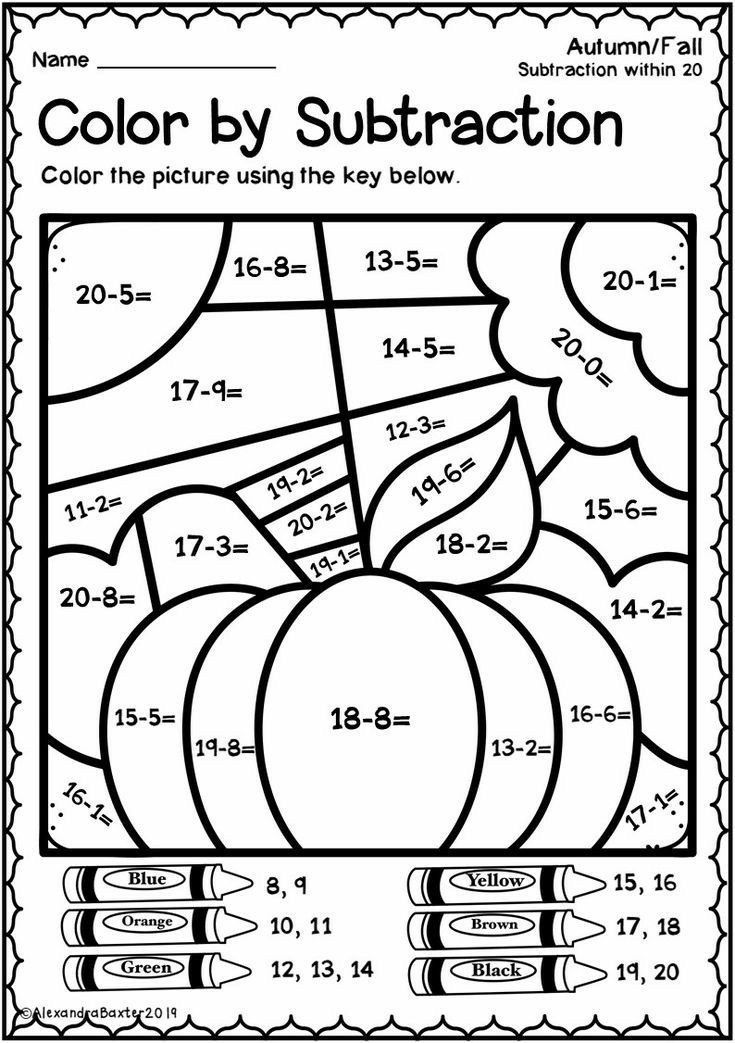 Name
Autumn/Fall
Subtraction within 20
Color by Subtraction
Color the picture using the key below.
20-5=
16-8=
13-5=
20-1=
14-5=
20-0=
17-9=
12-3=
19-2=
19-6=
11-2=
20-2=
15-6=
17-3=
18-2=
19-1=
20-8=
14-2=
15-5=
18-8=
16-6=
19-8=
13-2=
16-1=
17-1=
Blue 8, 9
Yellow 15, 16
Orange 10, 11
Brown 17, 18
Green 12, 13, 14
Black 19, 20
©AlexandraBaxter2019